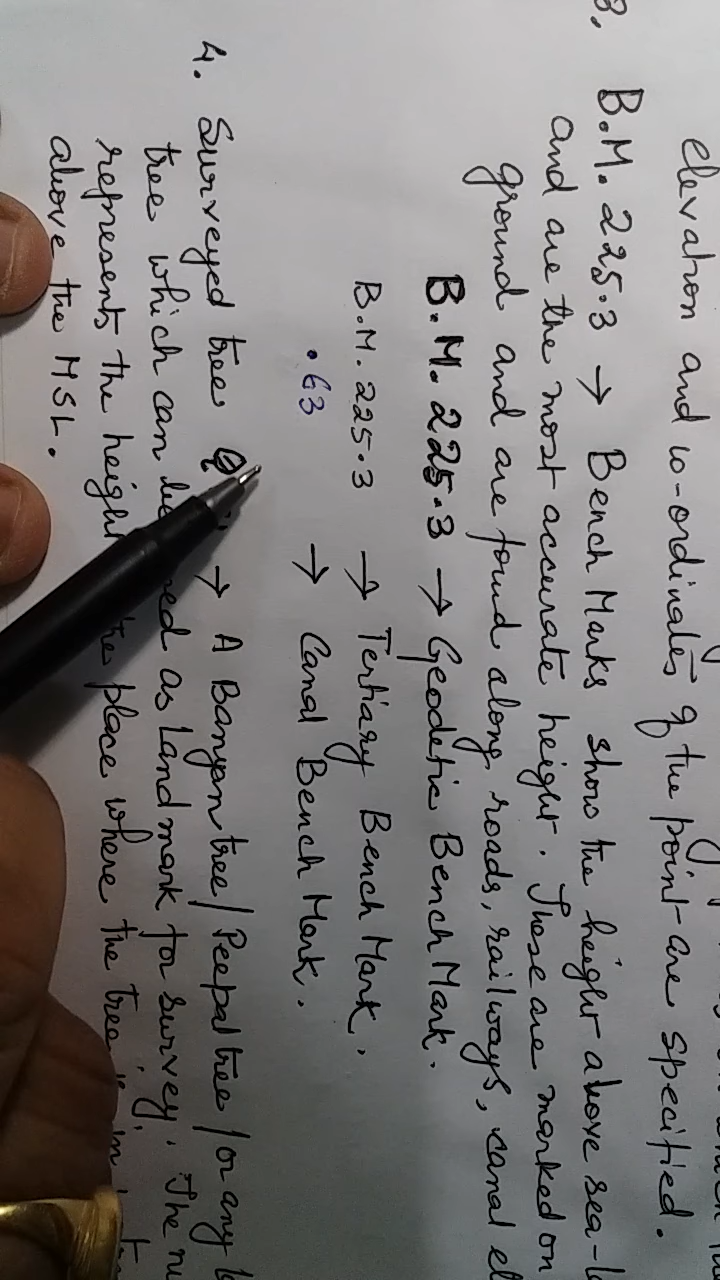 elevation and co-ordinates of the point are specified.
3. B.M. 225.3 → Bench Marks show the height above sea-l
and are the most accurate height. These are marked on
ground and are found along roads, railways, canal e
B.M. 225.3 → Geodetic Bench Mark.
B.M. 225.3 → Tertiary Bench Mark.
.63 → Canal Bench Mark.
4. Surveyed tree → A Banyan tree / Peepal tree / or any
tree which can as Landmark for survey. The
represents the height place where the tree
above the MSL.